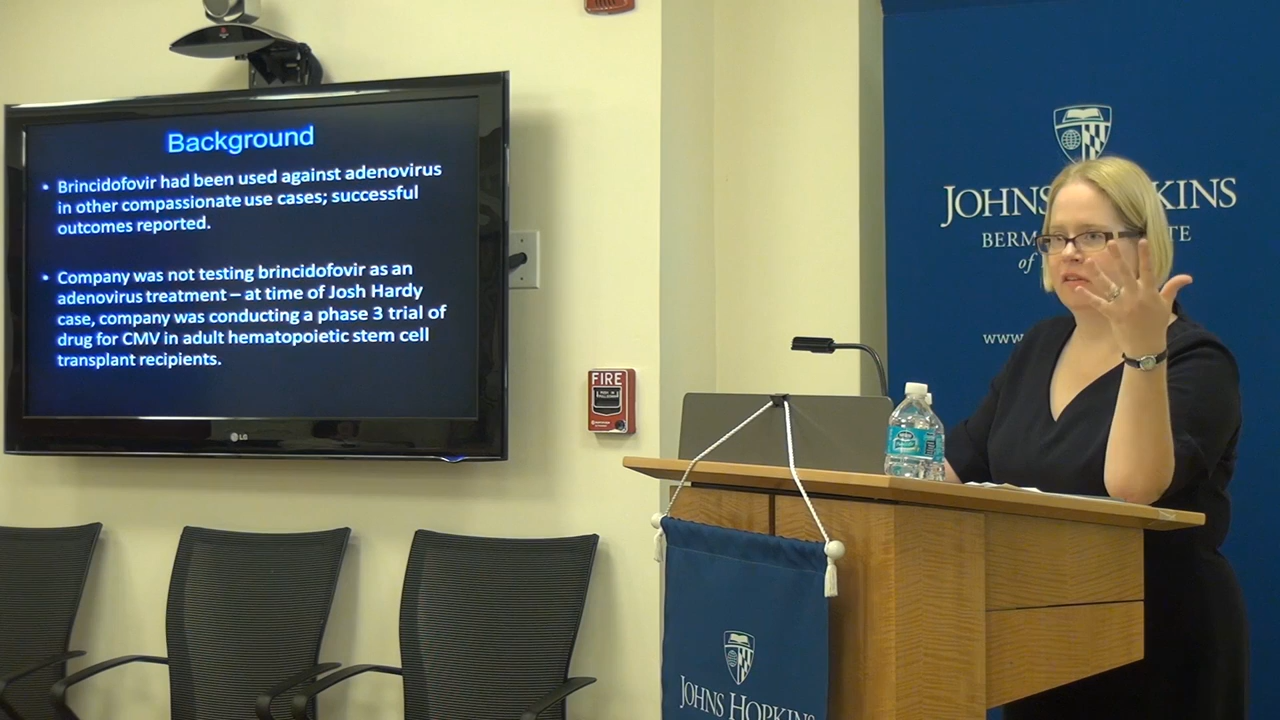 Background
• Brincidofovir had been used against adenovirus
in other compassionate use cases; successful
outcomes reported.
• Company was not testing brincidofovir as an
adenovirus treatment – at time of Josh Hardy
case, company was conducting a phase 3 trial of
drug for CMV in adult hematopoietic stem cell
transplant recipients.
LG
FIRE
JOHNS HOPKINS
of
www.
JOHNS HOPKINS